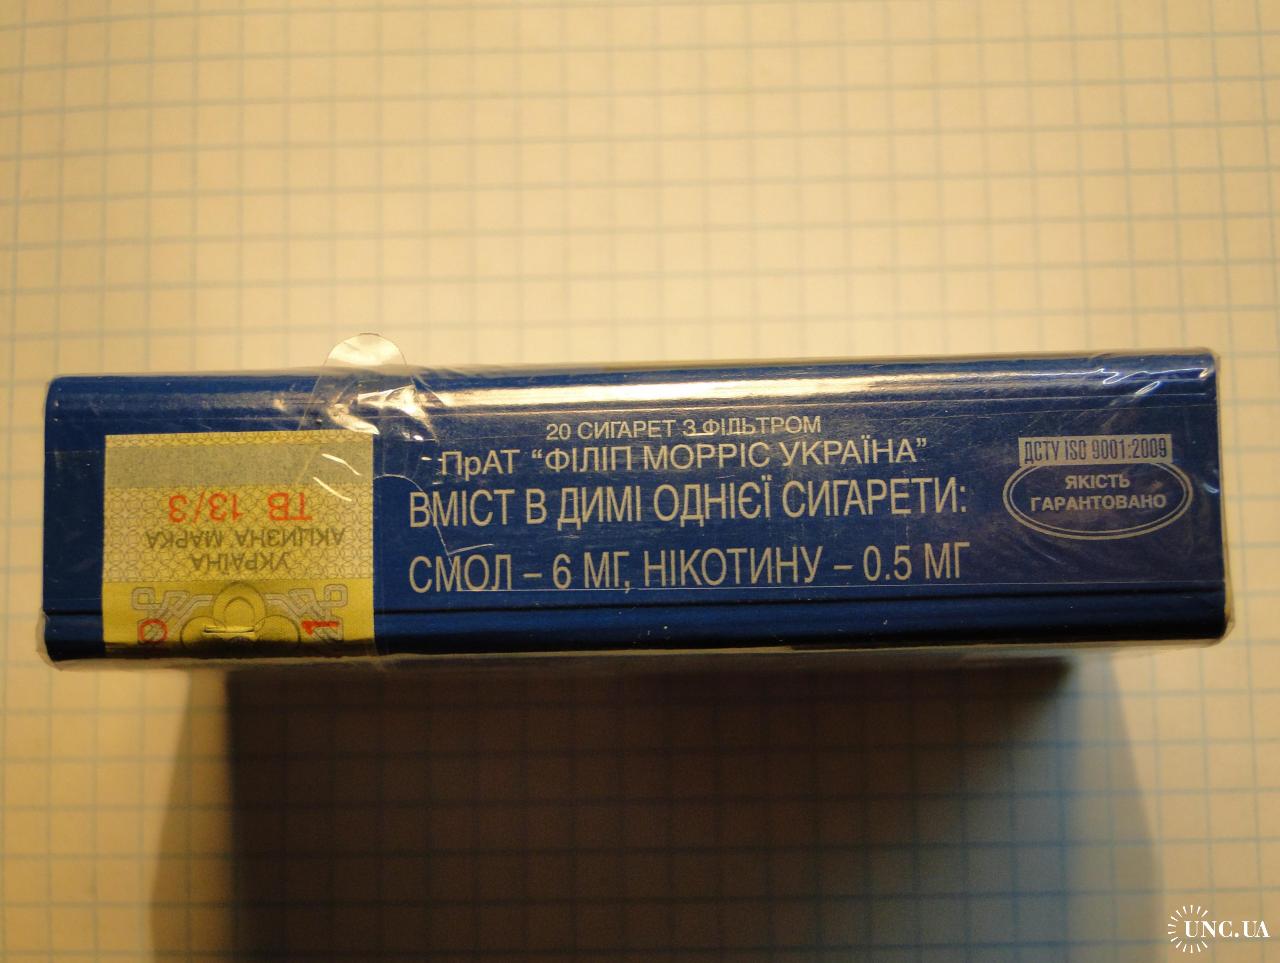 20 СИГАРЕТ З ФІЛЬТРОМ
ПрАТ “ФІЛІП МОРРІС УКРАЇНА”
ВМІСТ В ДИМІ ОДНІЄЇ СИГАРЕТИ:
СМОЛ – 6 МГ, НІКОТИНУ – 0.5 МГ
ДСТУ ISO 9001:2009
ЯКІСТЬ
ГАРАНТОВАНО
УКРАЇНА
АКЦИЗНА МАРКА
ТВ 13/3
UNC.UA